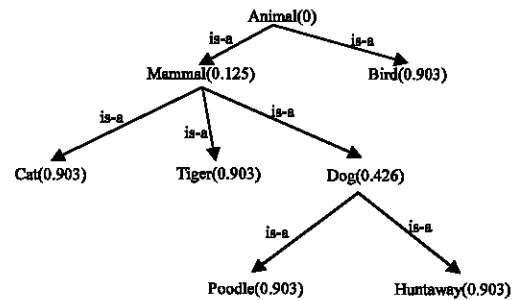 Animal(0)
is-a
is-a
Mammal(0.125)
Bird(0.903)
is-a
is-a
is-a
Cat(0.903)
Tiger(0.903)
Dog(0.426)
is-a
is-a
Poodle(0.903)
Huntaway(0.903)